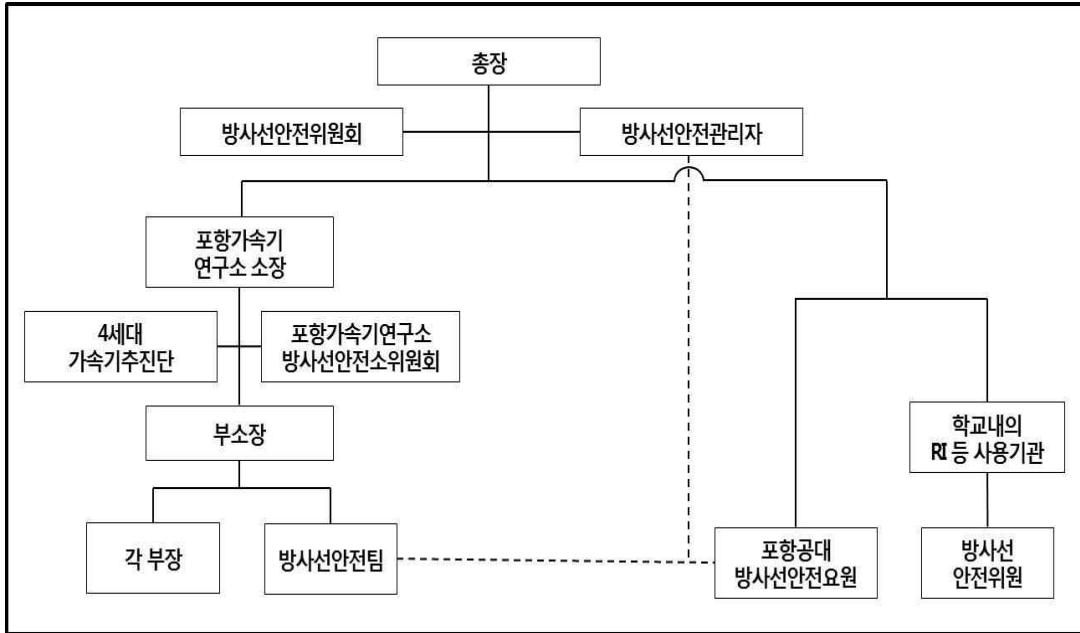 총장
방사선안전위원회
방사선안전관리자
포항가속기
연구소 소장
4세대
가속기추진단
포항가속기연구소
방사선안전소위원회
부소장
학교내의
RI 등 사용기관
각 부장
방사선안전팀
포항공대
방사선안전요원
방사선
안전위원